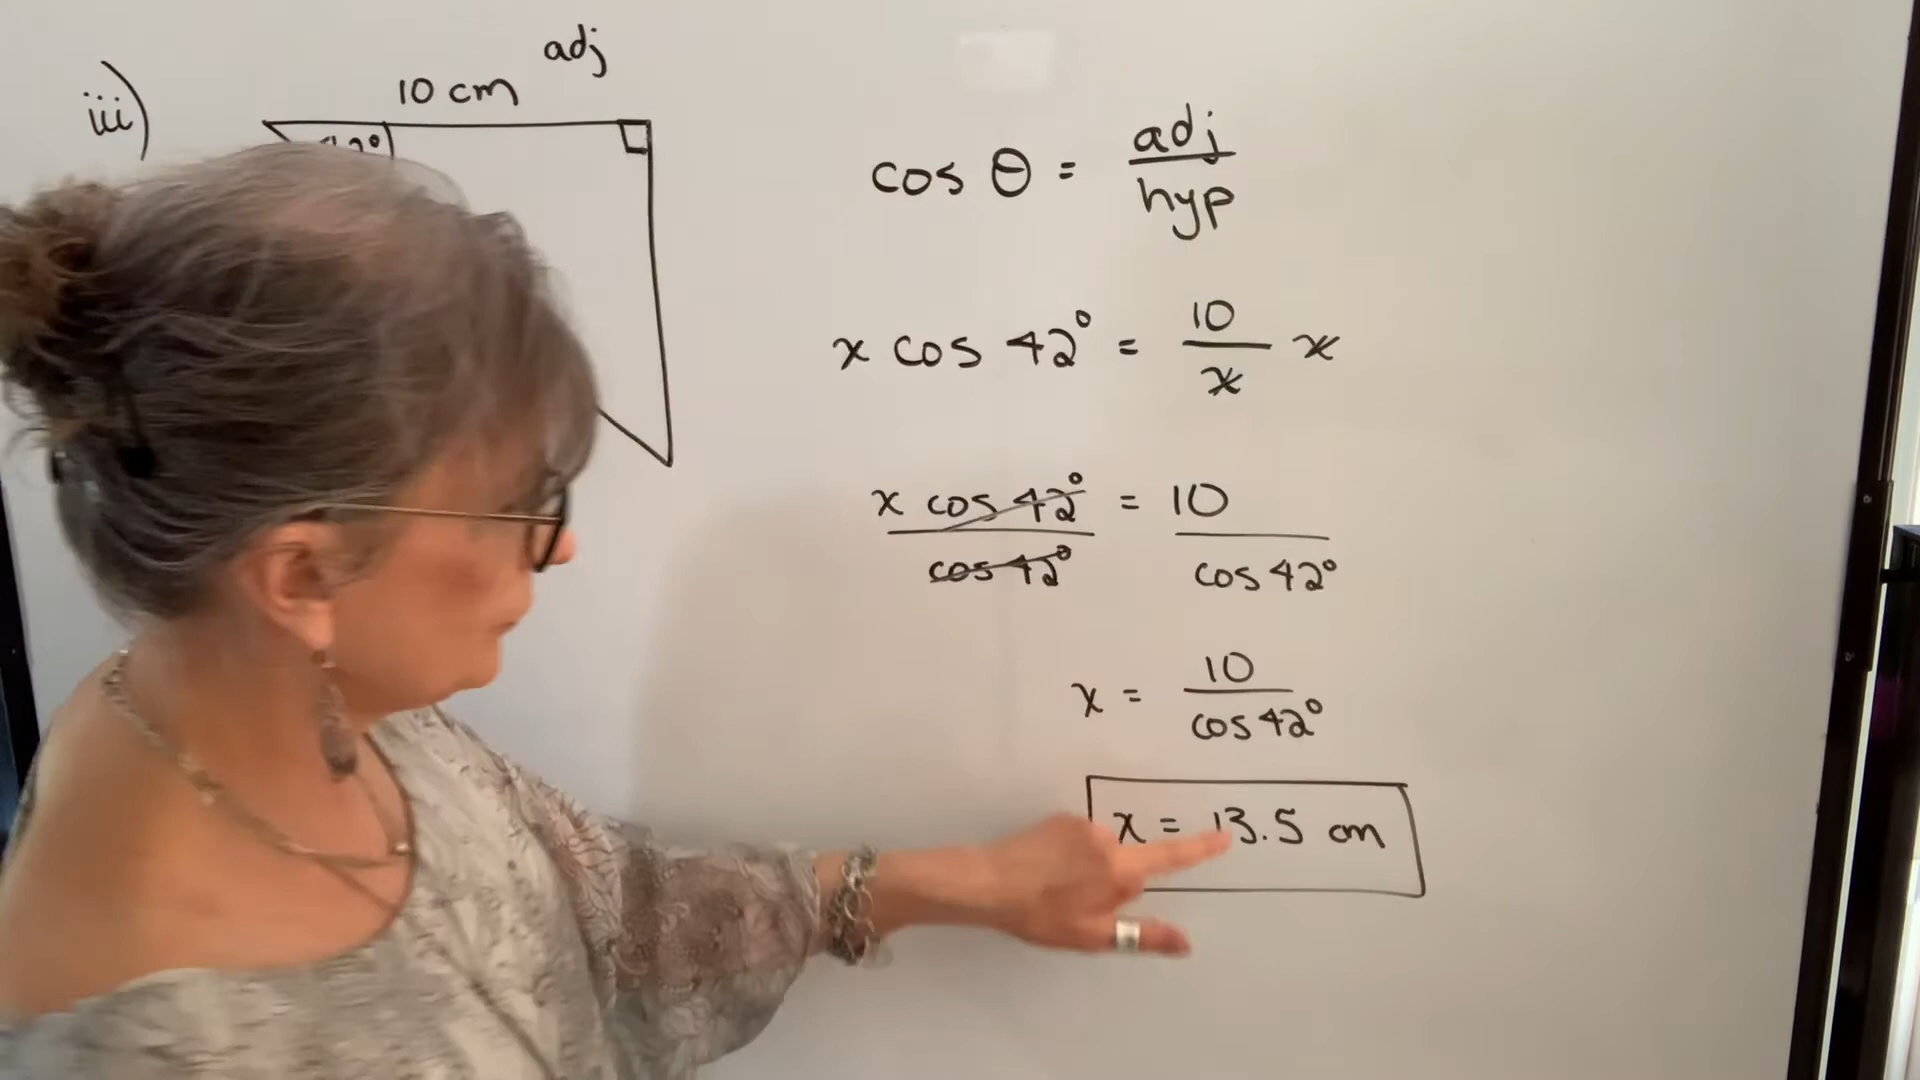 iii)
adj
10 cm
cos θ = adj/hyp
x cos 42° = 10/x x
x cos 42°/cos 42° = 10/cos 42°
x = 10/cos 42°
x = 13.5 cm